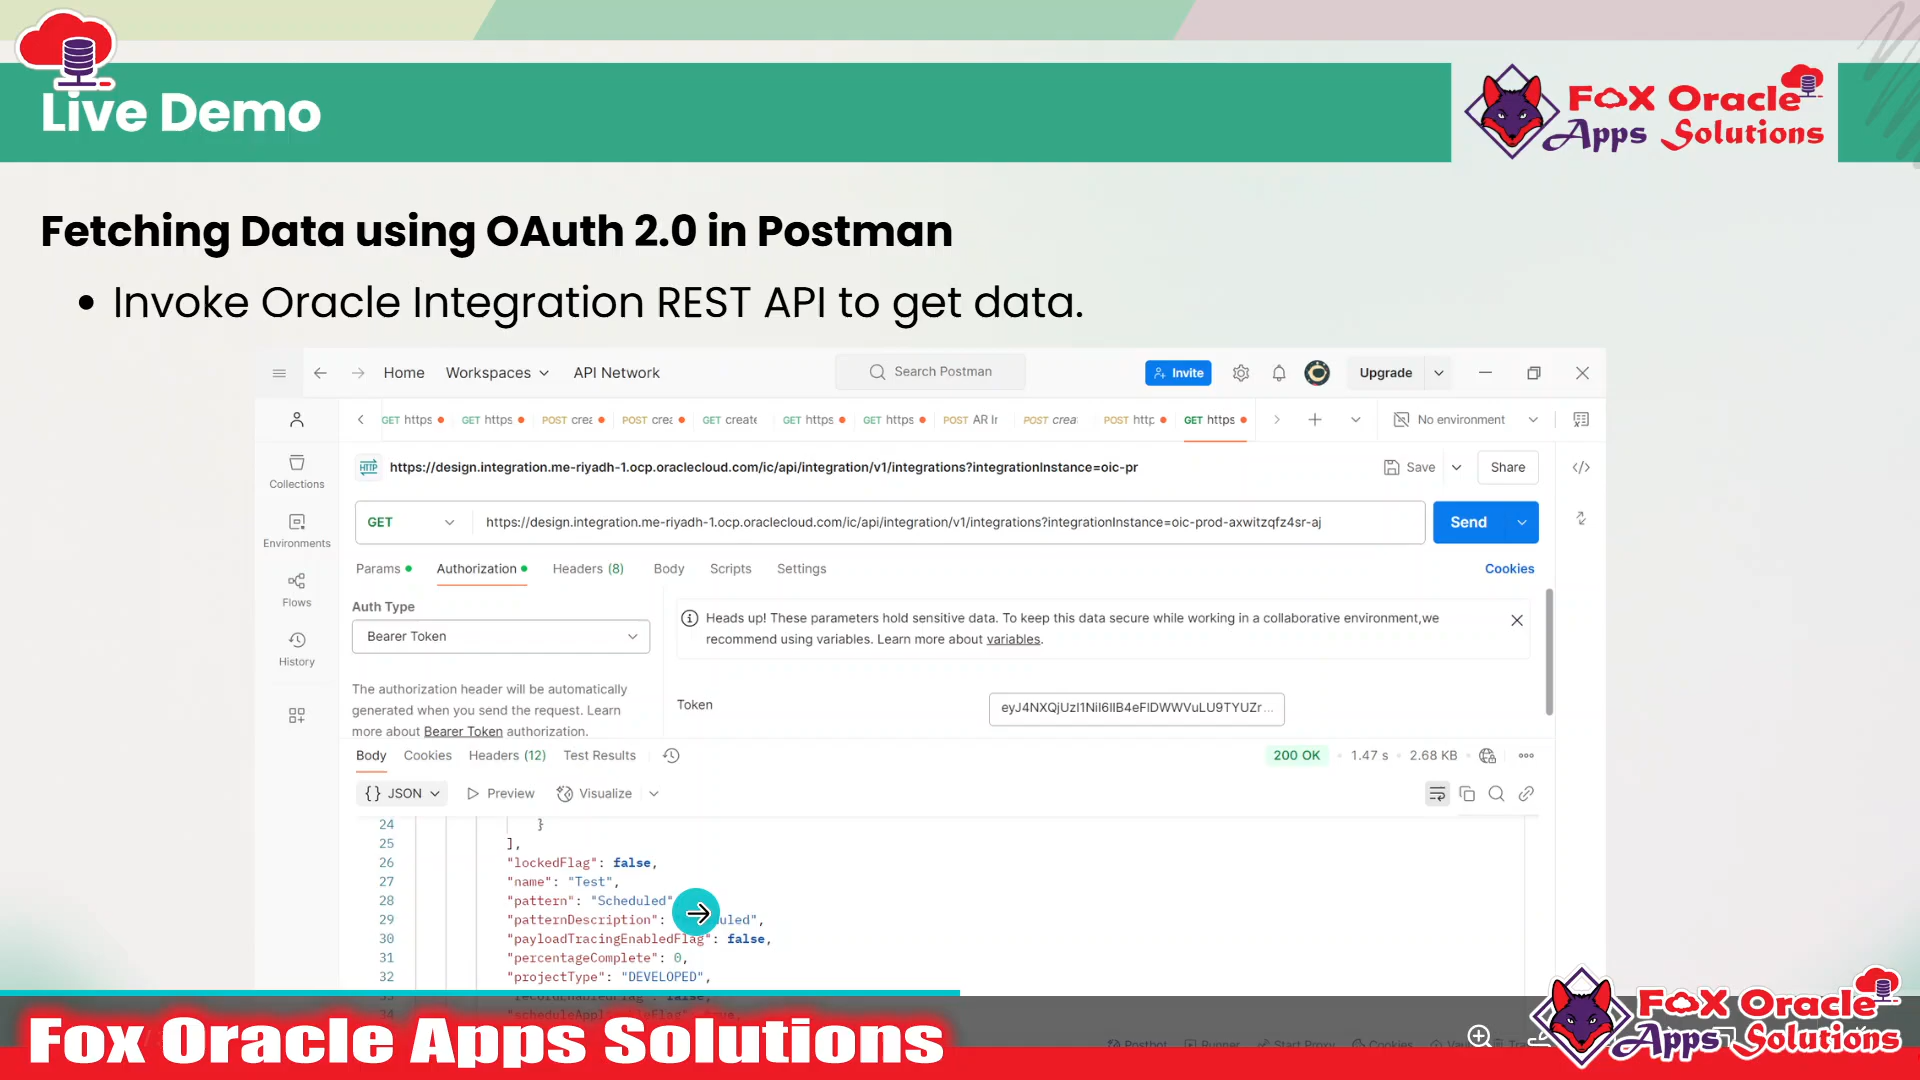 Live Demo
Fox Oracle
Apps Solutions
Fetching Data using OAuth 2.0 in Postman
• Invoke Oracle Integration REST API to get data.
Home Workspaces API Network Search Postman Invite Upgrade
GET https GET https POST crea POST crea GET create GET https GET https POST AR Ir POST crea POST http GET https No environment
HTTP https://design.integration.me-riyadh-1.ocp.oraclecloud.com/ic/api/integration/v1/integrations?integrationInstance=oic-pr Save Share
Collections
GET https://design.integration.me-riyadh-1.ocp.oraclecloud.com/ic/api/integration/v1/integrations?integrationInstance=oic-prod-axwitzqfz4sr-aj Send
Environments
Params Authorization Headers (8) Body Scripts Settings Cookies
Flows
Auth Type
Bearer Token
Heads up! These parameters hold sensitive data. To keep this data secure while working in a collaborative environment,we
recommend using variables. Learn more about variables.
History
The authorization header will be automatically
generated when you send the request. Learn
more about Bearer Token authorization.
Token eyJ4NXQjUzI1NiI6IlB4eFlDWWVuLU9TYUZr...
Body Cookies Headers (12) Test Results 200 OK • 1.47 s • 2.68 KB
{} JSON Preview Visualize
24 }
25 ],
26 "lockedFlag": false,
27 "name": "Test",
28 "pattern": "Scheduled"
29 "patternDescription": uled",
30 "payloadTracingEnabledFlag": false,
31 "percentageComplete": 0,
32 "projectType": "DEVELOPED",
Postbot Runner Start Proxy Cookies
Fox Oracle Apps Solutions
Fox Oracle
Apps Solutions